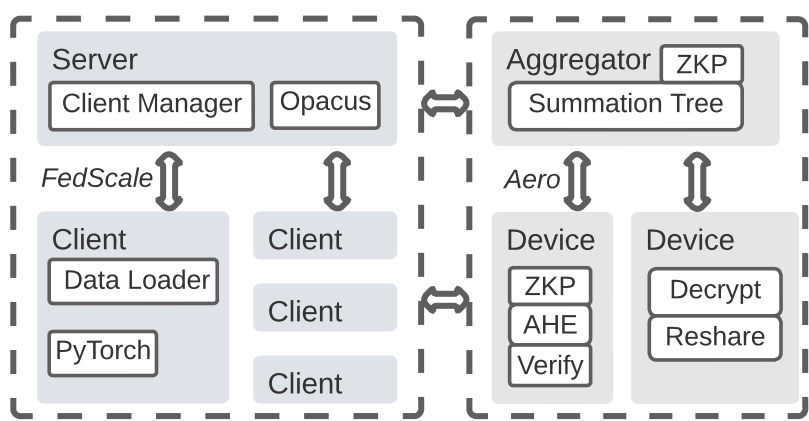 Server
Client Manager
Opacus
FedScale
Client
Data Loader
PyTorch
Client
Client
Client
Aggregator
ZKP
Summation Tree
Aero
Device
ZKP
AHE
Verify
Device
Decrypt
Reshare